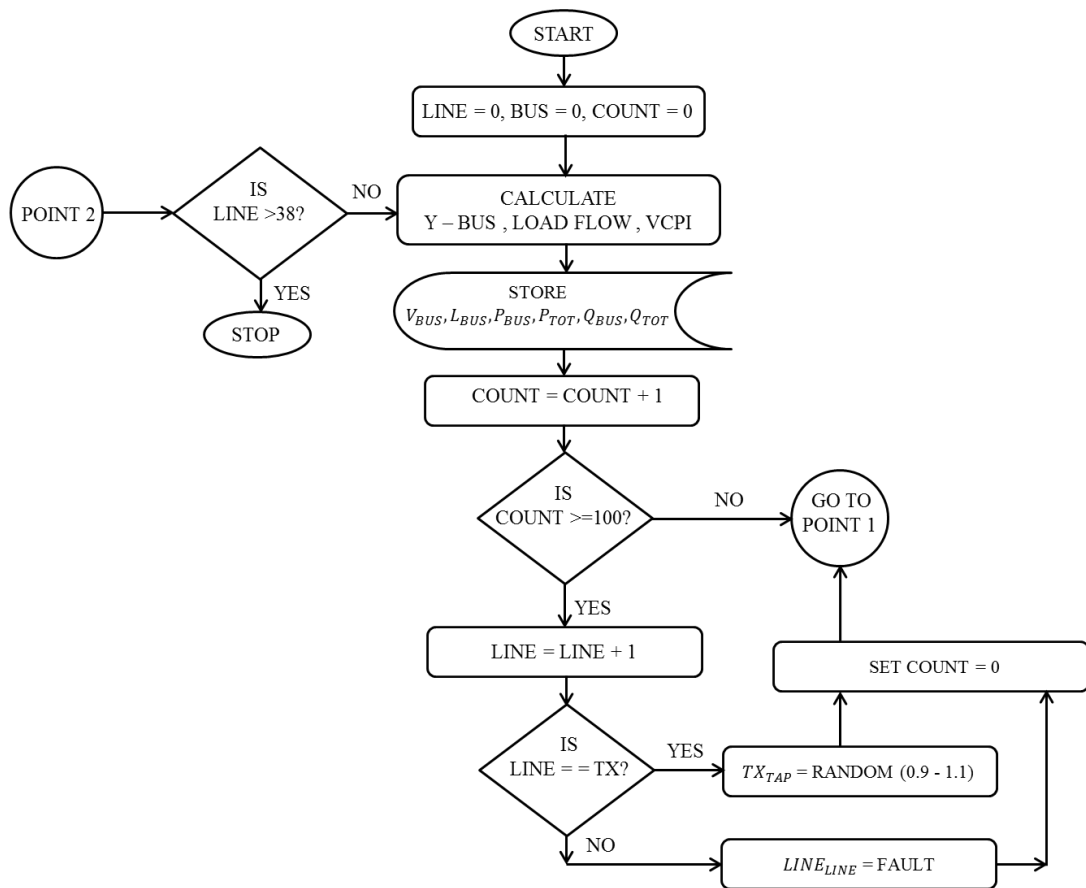 START
LINE = 0, BUS = 0, COUNT = 0
POINT 2
IS
LINE >38?
NO
CALCULATE
Y – BUS , LOAD FLOW , VCPI
YES
STOP
STORE
V_BUS, L_BUS, P_BUS, P_TOT, Q_BUS, Q_TOT
COUNT = COUNT + 1
IS
COUNT >=100?
NO
GO TO
POINT 1
YES
LINE = LINE + 1
SET COUNT = 0
IS
LINE = = TX?
YES
TX_TAP = RANDOM (0.9 - 1.1)
NO
LINE_LINE = FAULT